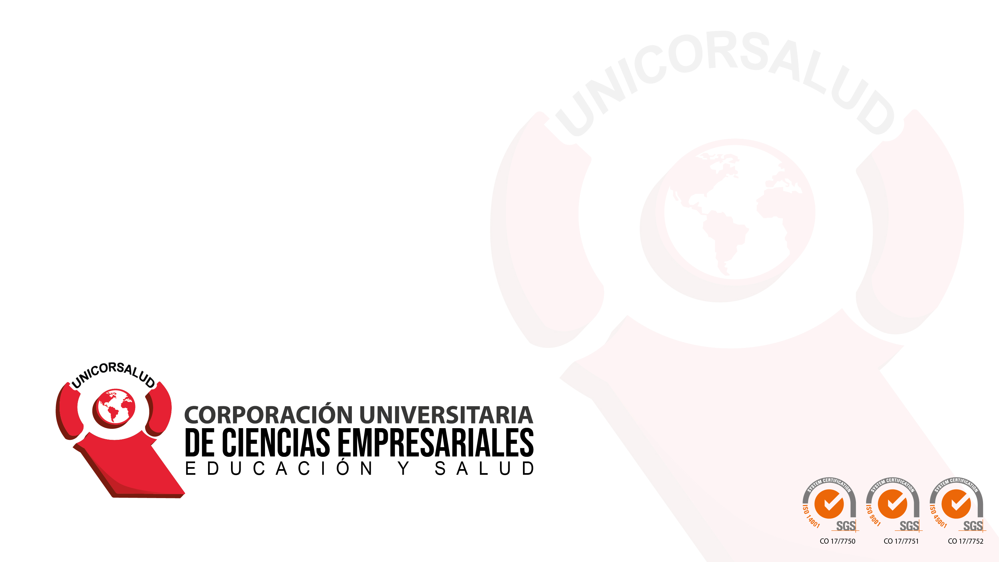 UNICORSALUD
UNICORSALUD
CORPORACIÓN UNIVERSITARIA
DE CIENCIAS EMPRESARIALES
EDUCACIÓN Y SALUD
SYSTEM CERTIFICATION
ISO 14001
SGS
CO 17/7750
SYSTEM CERTIFICATION
ISO 9001
SGS
CO 17/7751
SYSTEM CERTIFICATION
ISO 45001
SGS
CO 17/7752